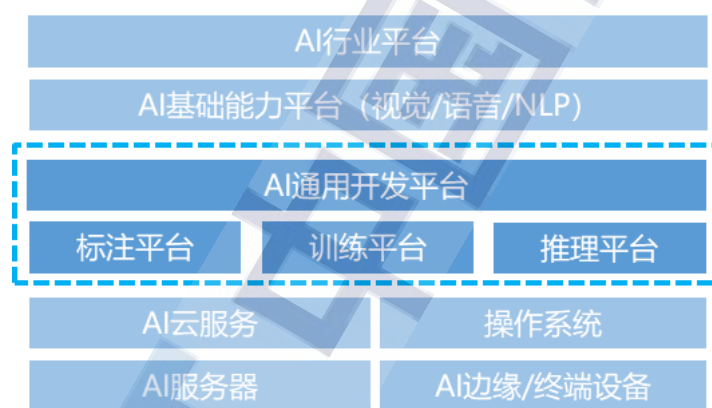 AI行业平台
AI基础能力平台（视觉/语音/NLP）
AI通用开发平台
标注平台 训练平台 推理平台
AI云服务 操作系统
AI服务器 AI边缘/终端设备